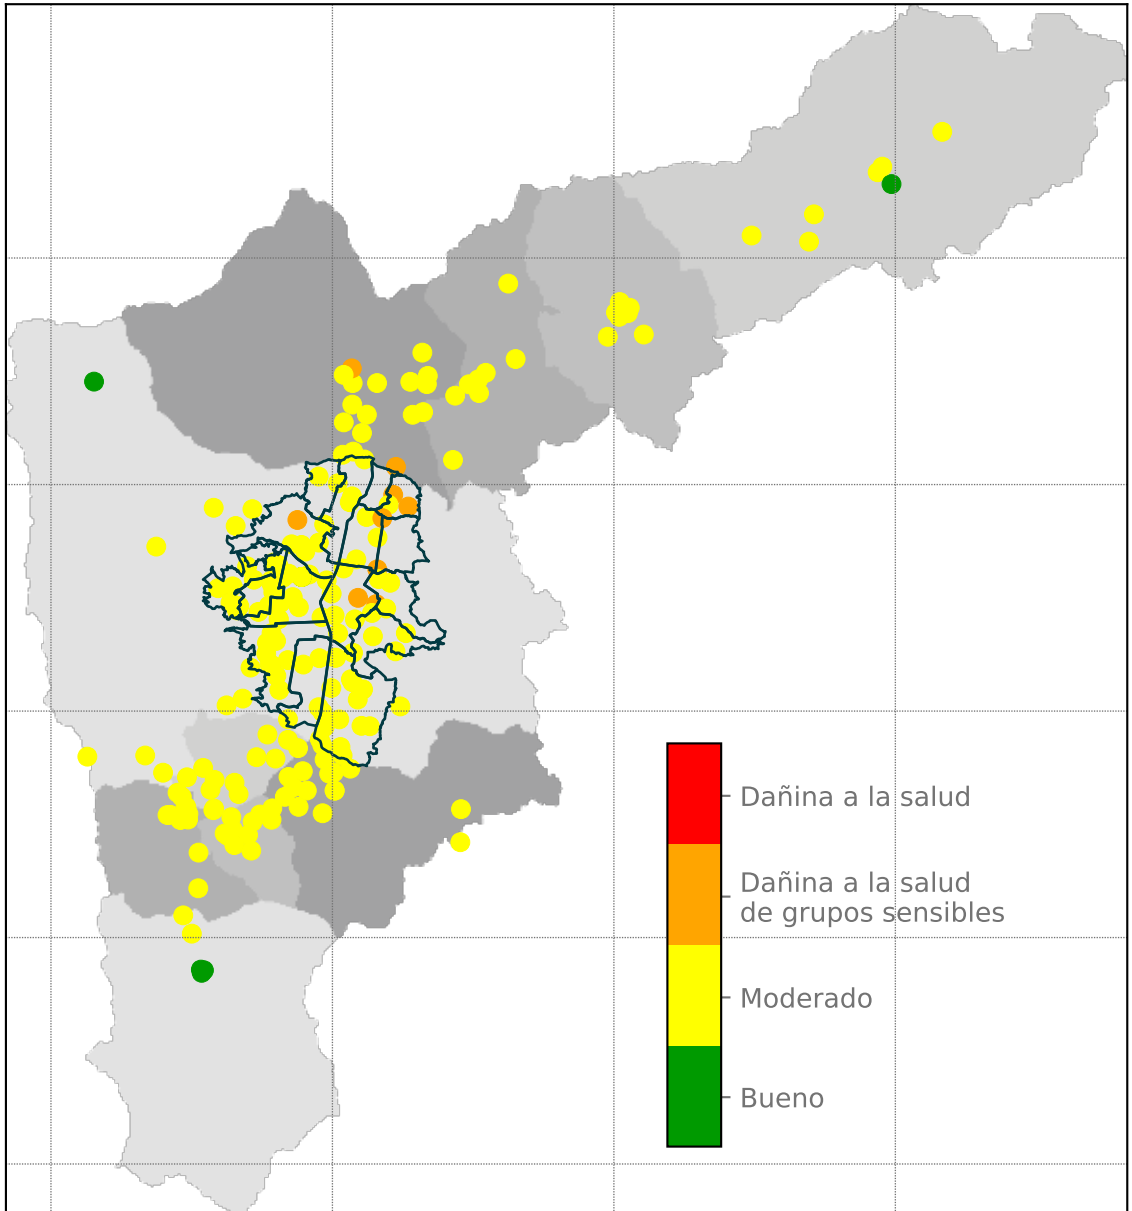 Dañina a la salud
Dañina a la salud
de grupos sensibles
Moderado
Bueno